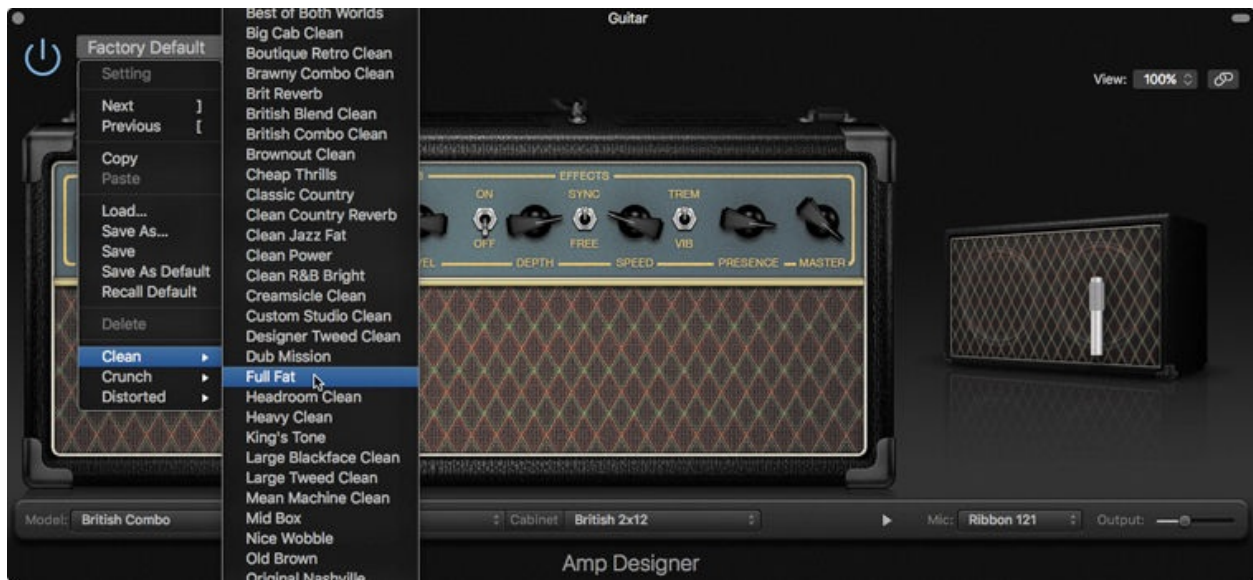 Guitar
Factory Default
View: 100%
Setting
Next ]
Previous [
Copy
Paste
Load...
Save As...
Save
Save As Default
Recall Default
Delete
Clean
Crunch
Distorted
Best of Both Worlds
Big Cab Clean
Boutique Retro Clean
Brawny Combo Clean
Brit Reverb
British Blend Clean
British Combo Clean
Brownout Clean
Cheap Thrills
Classic Country
Clean Country Reverb
Clean Jazz Fat
Clean Power
Clean R&B Bright
Creamsicle Clean
Custom Studio Clean
Designer Tweed Clean
Dub Mission
Full Fat
Headroom Clean
Heavy Clean
King's Tone
Large Blackface Clean
Large Tweed Clean
Mean Machine Clean
Mid Box
Nice Wobble
Old Brown
Original Nashville
EFFECTS
ON SYNC TREM
OFF FREE VIB
DEPTH SPEED PRESENCE MASTER
Model: British Combo Cabinet British 2x12 Mic: Ribbon 121 Output:
Amp Designer